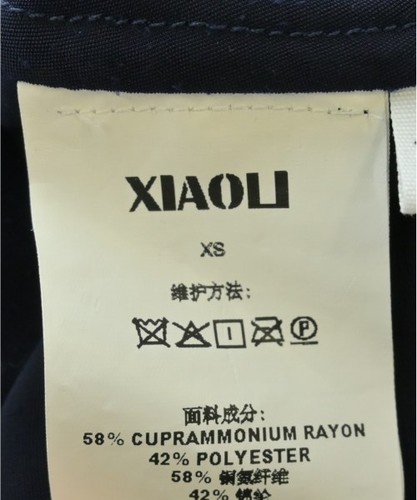 XIAOLI
XS
维护方法:
P
面料成分:
58% CUPRAMMONIUM RAYON
42% POLYESTER
58% 铜氨纤维
42%